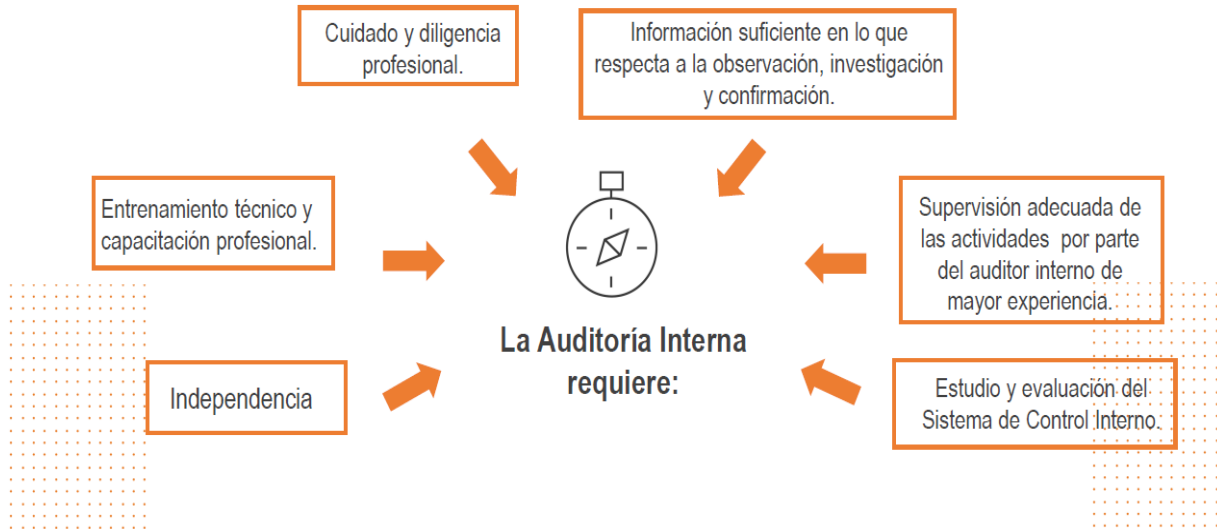 Cuidado y diligencia
profesional.
Información suficiente en lo que
respecta a la observación, investigación
y confirmación.
Entrenamiento técnico y
capacitación profesional.
Supervisión adecuada de
las actividades por parte
del auditor interno de
mayor experiencia.
La Auditoría Interna
requiere:
Independencia
Estudio y evaluación del
Sistema de Control Interno.